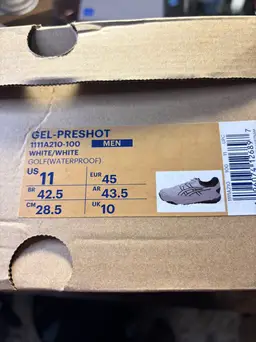 GEL-PRESHOT
1111A210-100 MEN
WHITE/WHITE
GOLF(WATERPROOF)
US 11 EUR 45
BR 42.5 AR 43.5
CM 28.5 UK 10